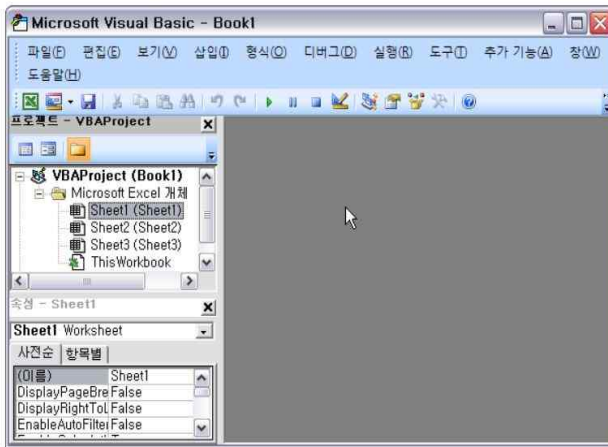 Microsoft Visual Basic - Book1
파일(F) 편집(E) 보기(V) 삽입(I) 형식(O) 디버그(D) 실행(R) 도구(T) 추가 기능(A) 창(W)
도움말(H)
프로젝트 - VBAProject
VBAProject (Book1)
Microsoft Excel 개체
Sheet1 (Sheet1)
Sheet2 (Sheet2)
Sheet3 (Sheet3)
ThisWorkbook
속성 - Sheet1
Sheet1 Worksheet
사전순 항목별
(이름) Sheet1
DisplayPageBre False
DisplayRightToL False
EnableAutoFilter False